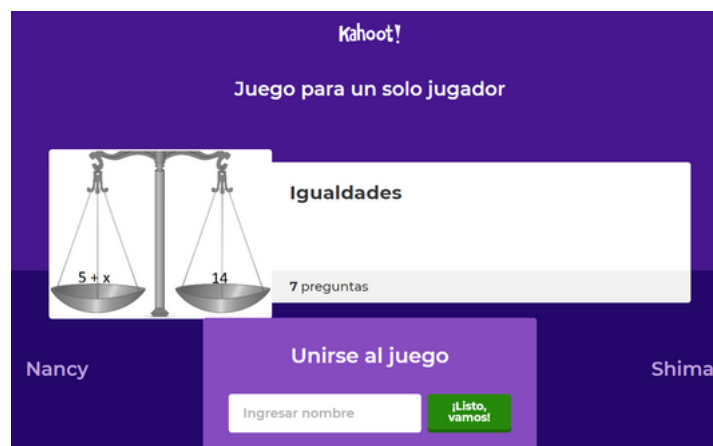 Kahoot!
Juego para un solo jugador
Igualdades
5 + x
14
7 preguntas
Nancy
Unirse al juego
Shima
Ingresar nombre
¡Listo,
vamos!